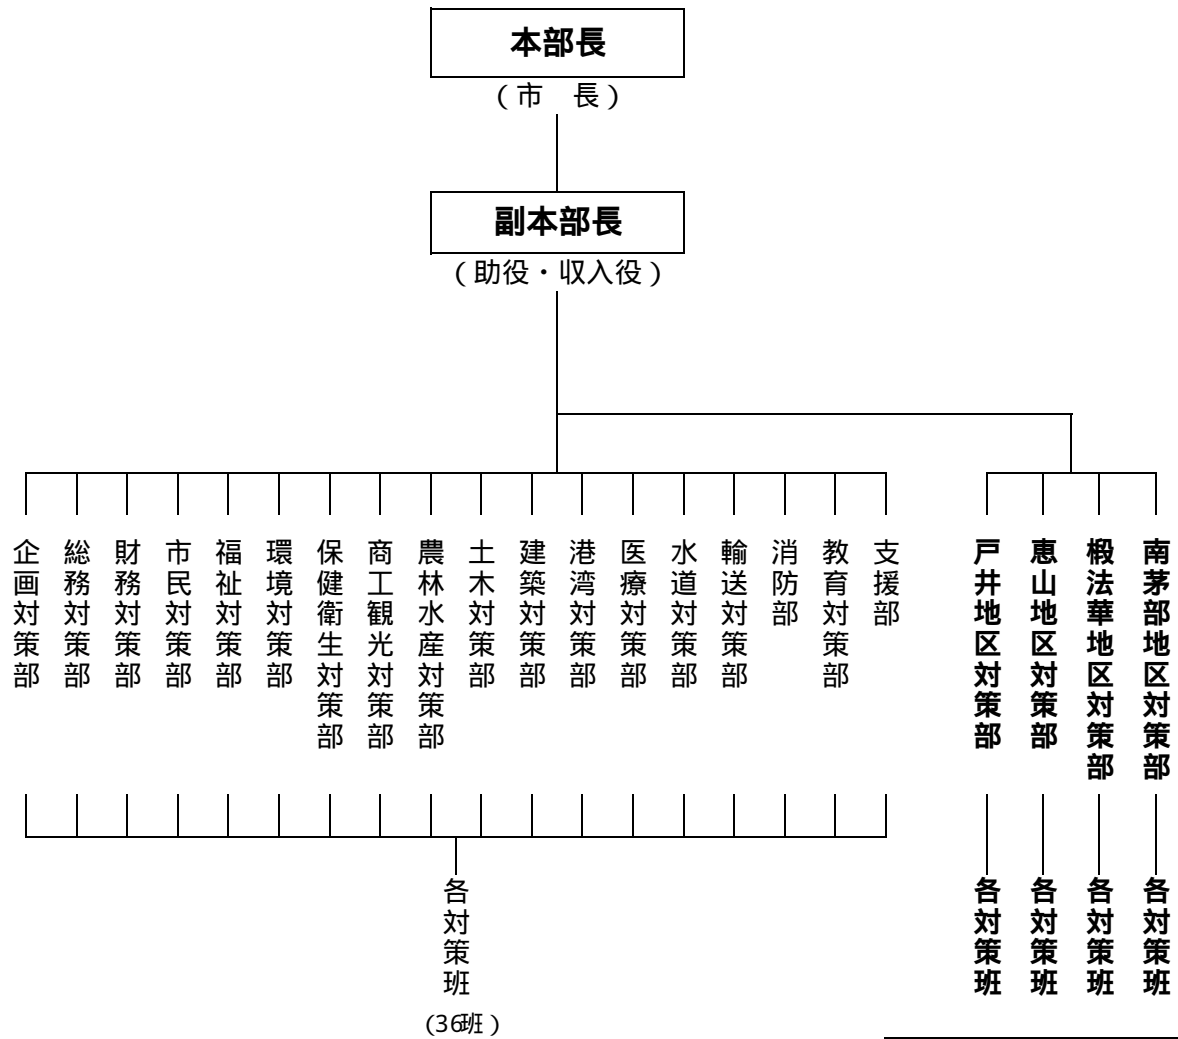 本部長
（市　長）
副本部長
（助役・収入役）
企画対策部
総務対策部
財務対策部
市民対策部
福祉対策部
環境対策部
保健衛生対策部
商工観光対策部
農林水産対策部
土木対策部
建築対策部
港湾対策部
医療対策部
水道対策部
輸送対策部
消防部
教育対策部
支援部
戸井地区対策部
恵山地区対策部
椴法華地区対策部
南茅部地区対策部
各対策班
（36班）
各対策班
各対策班
各対策班
各対策班